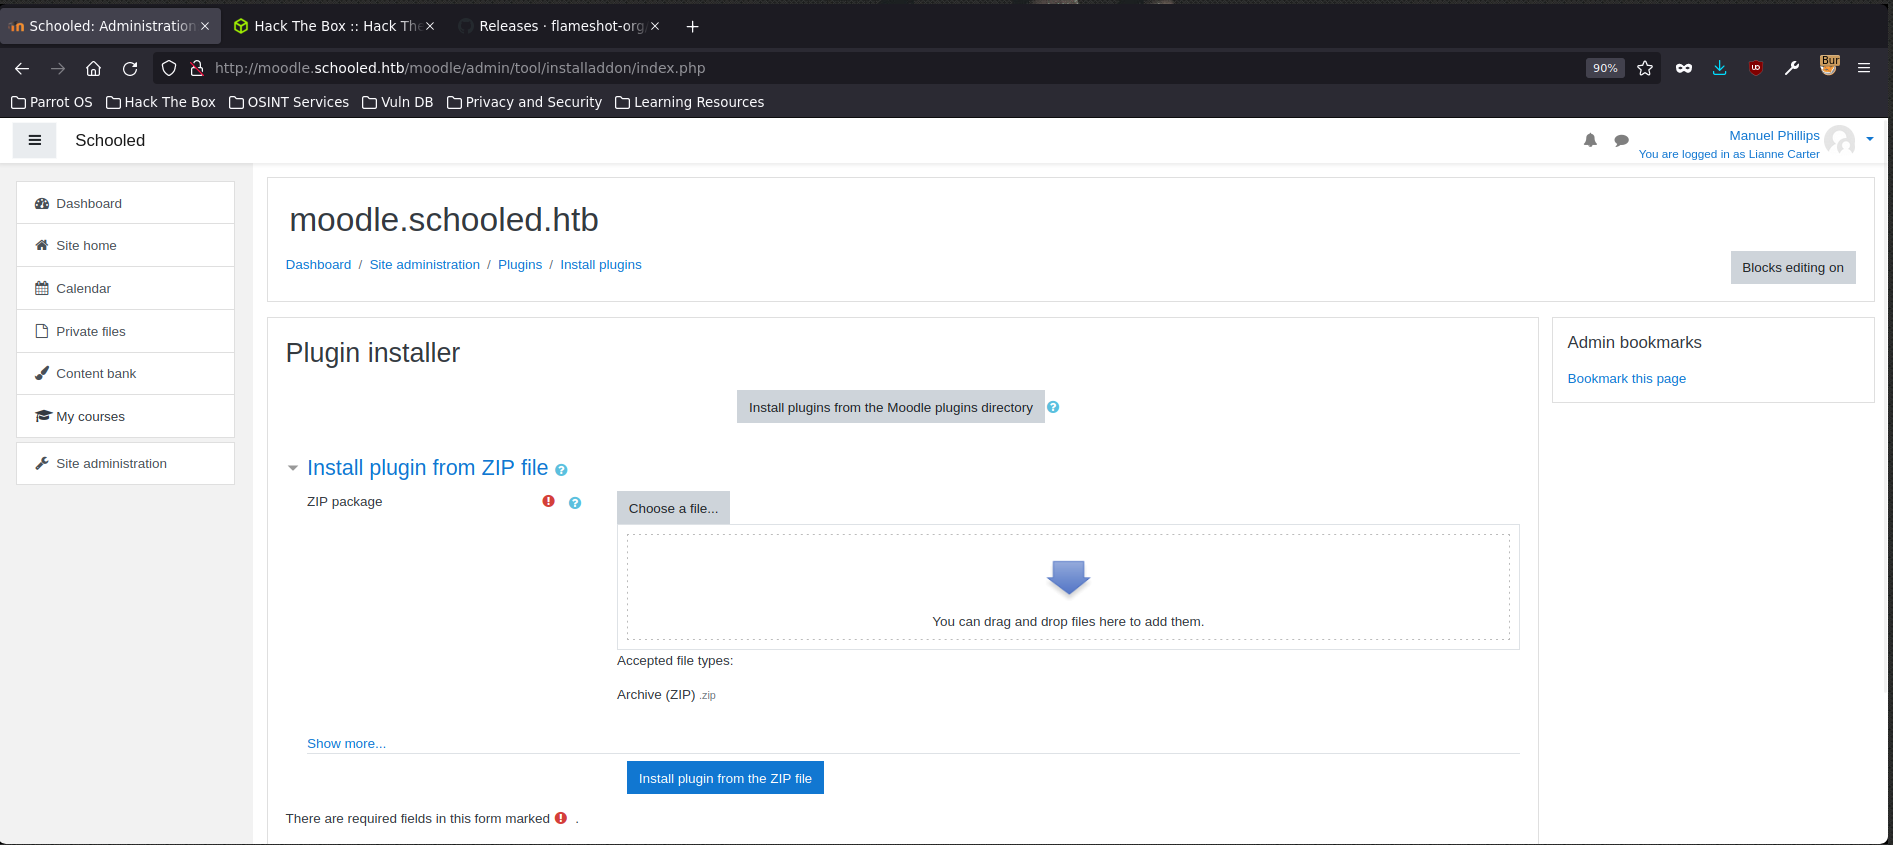 Schooled: Administration
Hack The Box :: Hack The
Releases · flameshot-org
http://moodle.schooled.htb/moodle/admin/tool/installaddon/index.php
90%
Bur
Parrot OS
Hack The Box
OSINT Services
Vuln DB
Privacy and Security
Learning Resources
Schooled
Manuel Phillips
You are logged in as Lianne Carter
Dashboard
Site home
Calendar
Private files
Content bank
My courses
Site administration
moodle.schooled.htb
Dashboard / Site administration / Plugins / Install plugins
Blocks editing on
Plugin installer
Install plugins from the Moodle plugins directory
Install plugin from ZIP file
ZIP package
Choose a file...
You can drag and drop files here to add them.
Accepted file types:
Archive (ZIP) .zip
Show more...
Install plugin from the ZIP file
There are required fields in this form marked .
Admin bookmarks
Bookmark this page